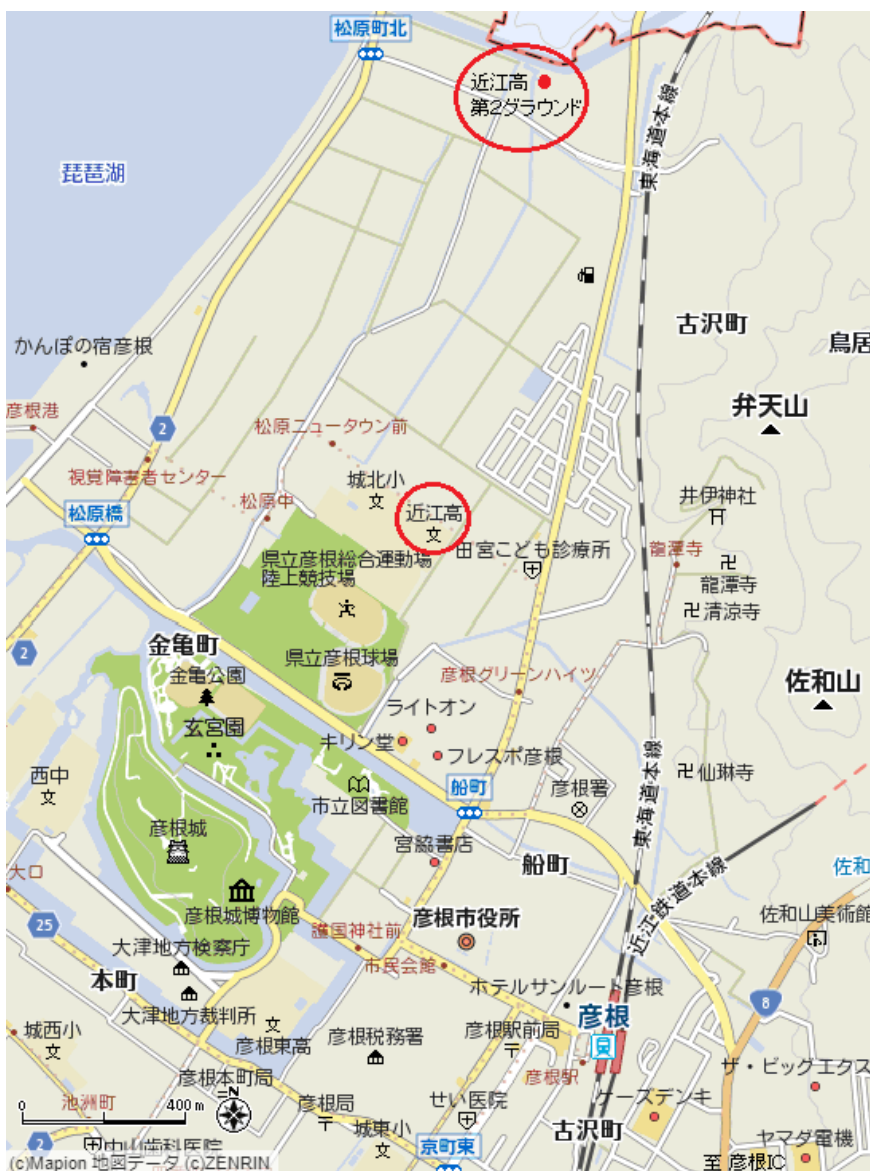 松原町北
近江高
第2グラウンド
東海道本線
琵琶湖
古沢町
鳥居
かんぽの宿彦根
弁天山
彦根港
2
松原ニュータウン前
視覚障害者センター
城北小
井伊神社
松原橋
松原中
近江高
県立彦根総合運動場
陸上競技場
田宮こども診療所
龍潭寺
龍潭寺
清涼寺
金亀町
2
県立彦根球場
彦根グリーンハイツ
佐和山
金亀公園
ライトオン
玄宮園
キリン堂
フレスポ彦根
西中
仙琳寺
市立図書館
船町
彦根署
東海道本線
彦根城
宮脇書店
船町
大口
佐和
近江鉄道本線
彦根城博物館
25
護国神社前
彦根市役所
佐和山美術館
大津地方検察庁
市民会館
本町
ホテルサンルート彦根
8
大津地方裁判所
彦根
城西小
彦根東高
彦根税務署
彦根駅前局
ザ・ビッグエクス
彦根本町局
彦根駅
0
400m
N
池洲町
彦根局
せい医院
ケーズデンキ
古沢町
2
中山歯科医院
城東小
京町東
ヤマダ電機
至 彦根IC
(c)Mapion 地図データ (c)ZENRIN